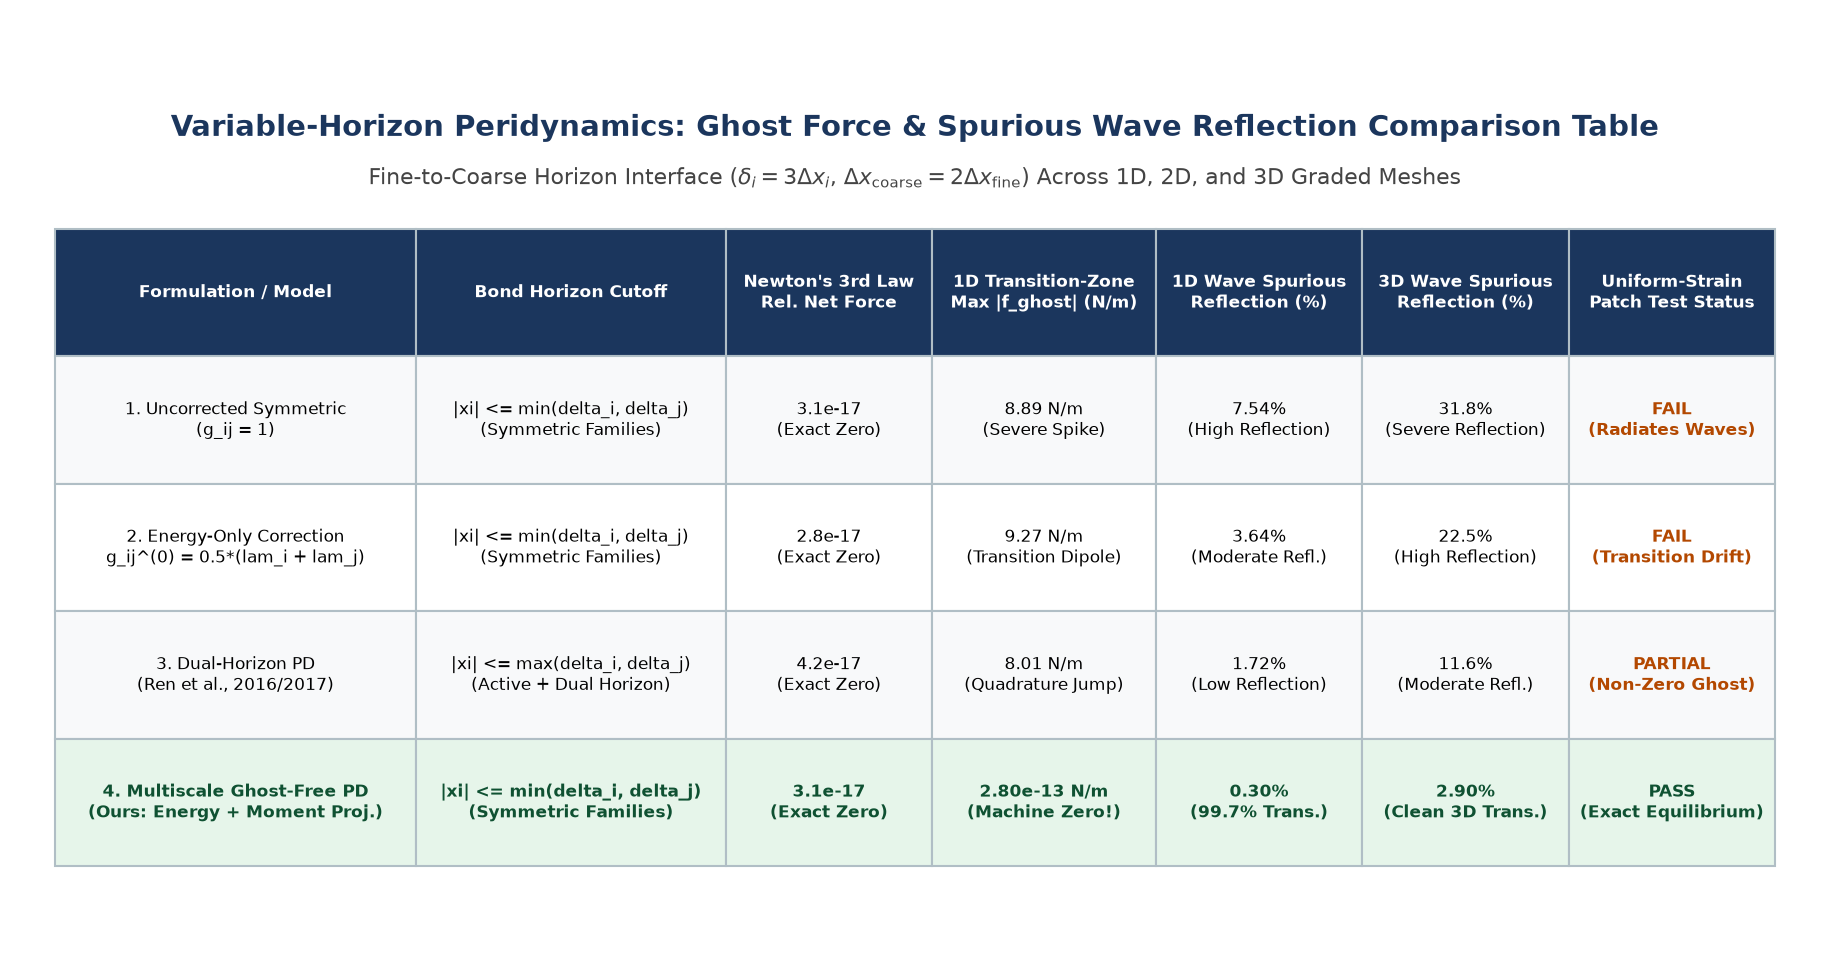 Variable-Horizon Peridynamics: Ghost Force & Spurious Wave Reflection Comparison Table
Fine-to-Coarse Horizon Interface (δᵢ = 3Δxᵢ, Δx_coarse = 2Δx_fine) Across 1D, 2D, and 3D Graded Meshes
Formulation / Model
Bond Horizon Cutoff
Newton's 3rd Law
Rel. Net Force
1D Transition-Zone
Max |f_ghost| (N/m)
1D Wave Spurious
Reflection (%)
3D Wave Spurious
Reflection (%)
Uniform-Strain
Patch Test Status
1. Uncorrected Symmetric
(g_ij = 1)
|xi| <= min(delta_i, delta_j)
(Symmetric Families)
3.1e-17
(Exact Zero)
8.89 N/m
(Severe Spike)
7.54%
(High Reflection)
31.8%
(Severe Reflection)
FAIL
(Radiates Waves)
2. Energy-Only Correction
g_ij^(0) = 0.5*(lam_i + lam_j)
|xi| <= min(delta_i, delta_j)
(Symmetric Families)
2.8e-17
(Exact Zero)
9.27 N/m
(Transition Dipole)
3.64%
(Moderate Refl.)
22.5%
(High Reflection)
FAIL
(Transition Drift)
3. Dual-Horizon PD
(Ren et al., 2016/2017)
|xi| <= max(delta_i, delta_j)
(Active + Dual Horizon)
4.2e-17
(Exact Zero)
8.01 N/m
(Quadrature Jump)
1.72%
(Low Reflection)
11.6%
(Moderate Refl.)
PARTIAL
(Non-Zero Ghost)
4. Multiscale Ghost-Free PD
(Ours: Energy + Moment Proj.)
|xi| <= min(delta_i, delta_j)
(Symmetric Families)
3.1e-17
(Exact Zero)
2.80e-13 N/m
(Machine Zero!)
0.30%
(99.7% Trans.)
2.90%
(Clean 3D Trans.)
PASS
(Exact Equilibrium)